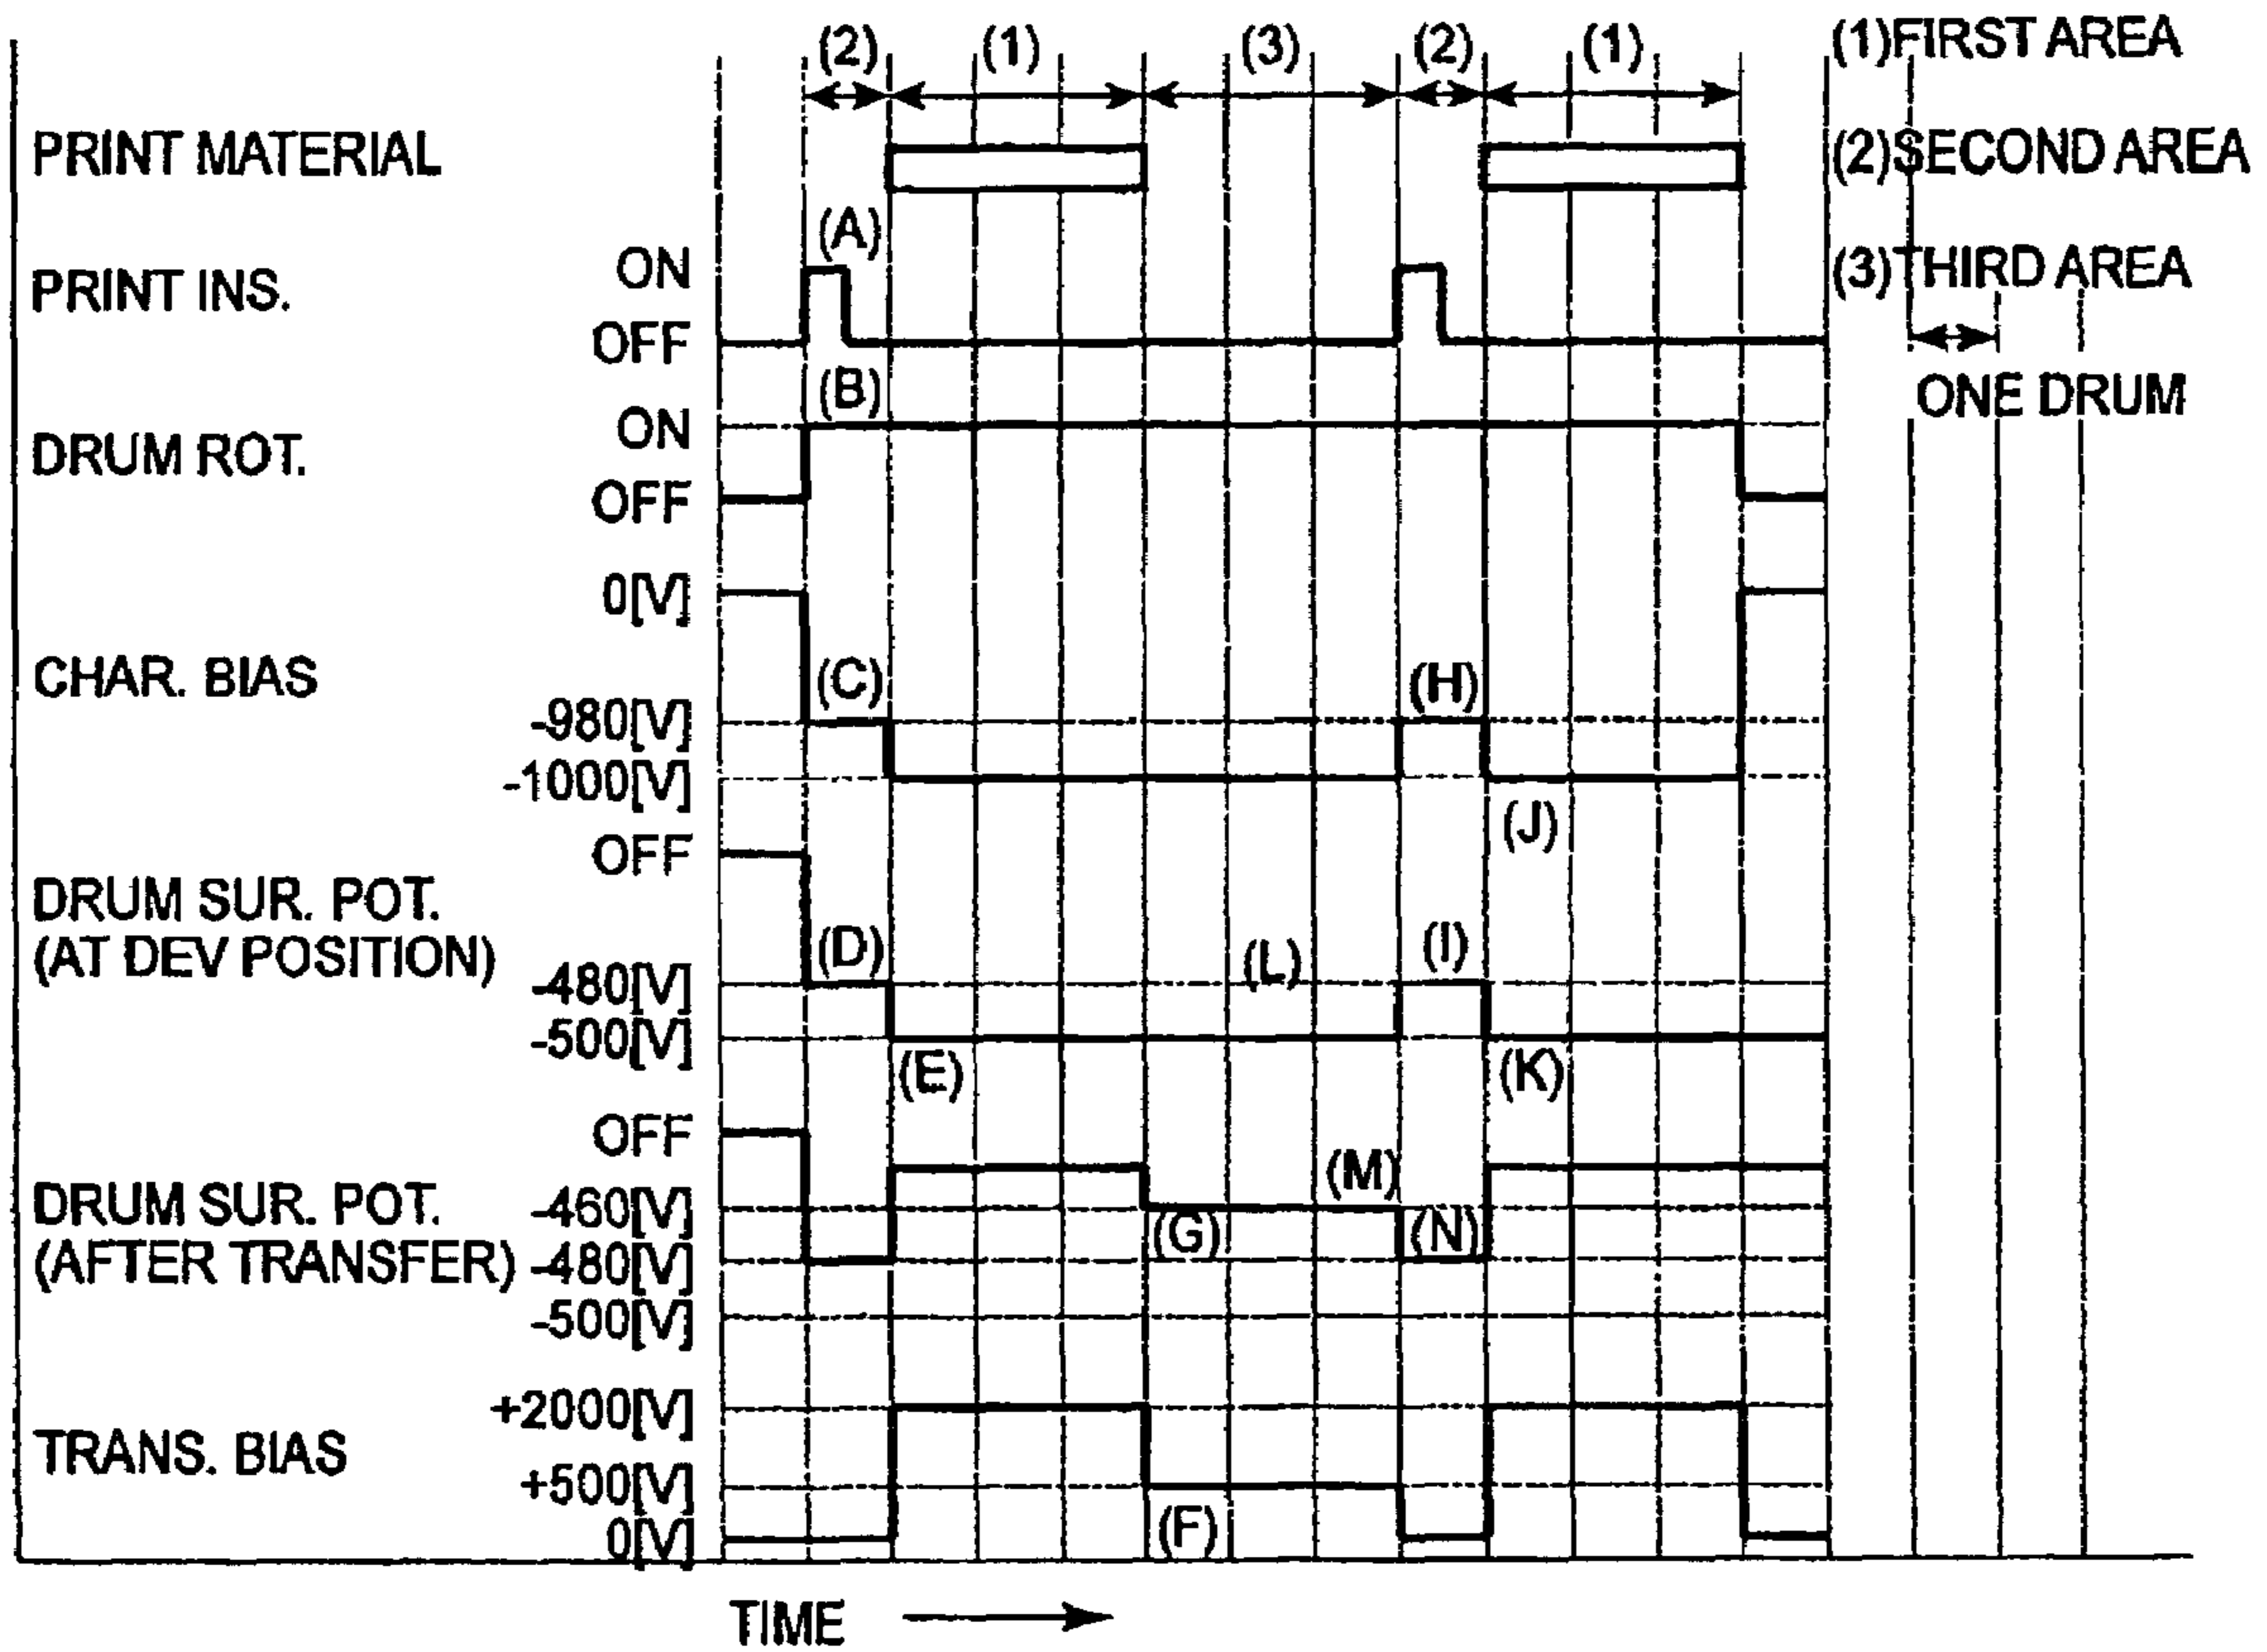 (2) (1) (3) (2) (1) (1)FIRST AREA
PRINT MATERIAL (2)SECOND AREA
(A)
PRINT INS. ON (3)THIRD AREA
OFF
ONE DRUM
(B)
DRUM ROT. ON
OFF
0[V]
CHAR. BIAS (C) (H)
-980[V]
-1000[V]
(J)
OFF
DRUM SUR. POT.
(AT DEV POSITION) (D) (L) (I)
-480[V]
-500[V]
(E) (K)
OFF
(M)
DRUM SUR. POT. -460[V]
(G) (N)
(AFTER TRANSFER) -480[V]
-500[V]
+2000[V]
TRANS. BIAS
+500[V]
(F)
0[V]
TIME